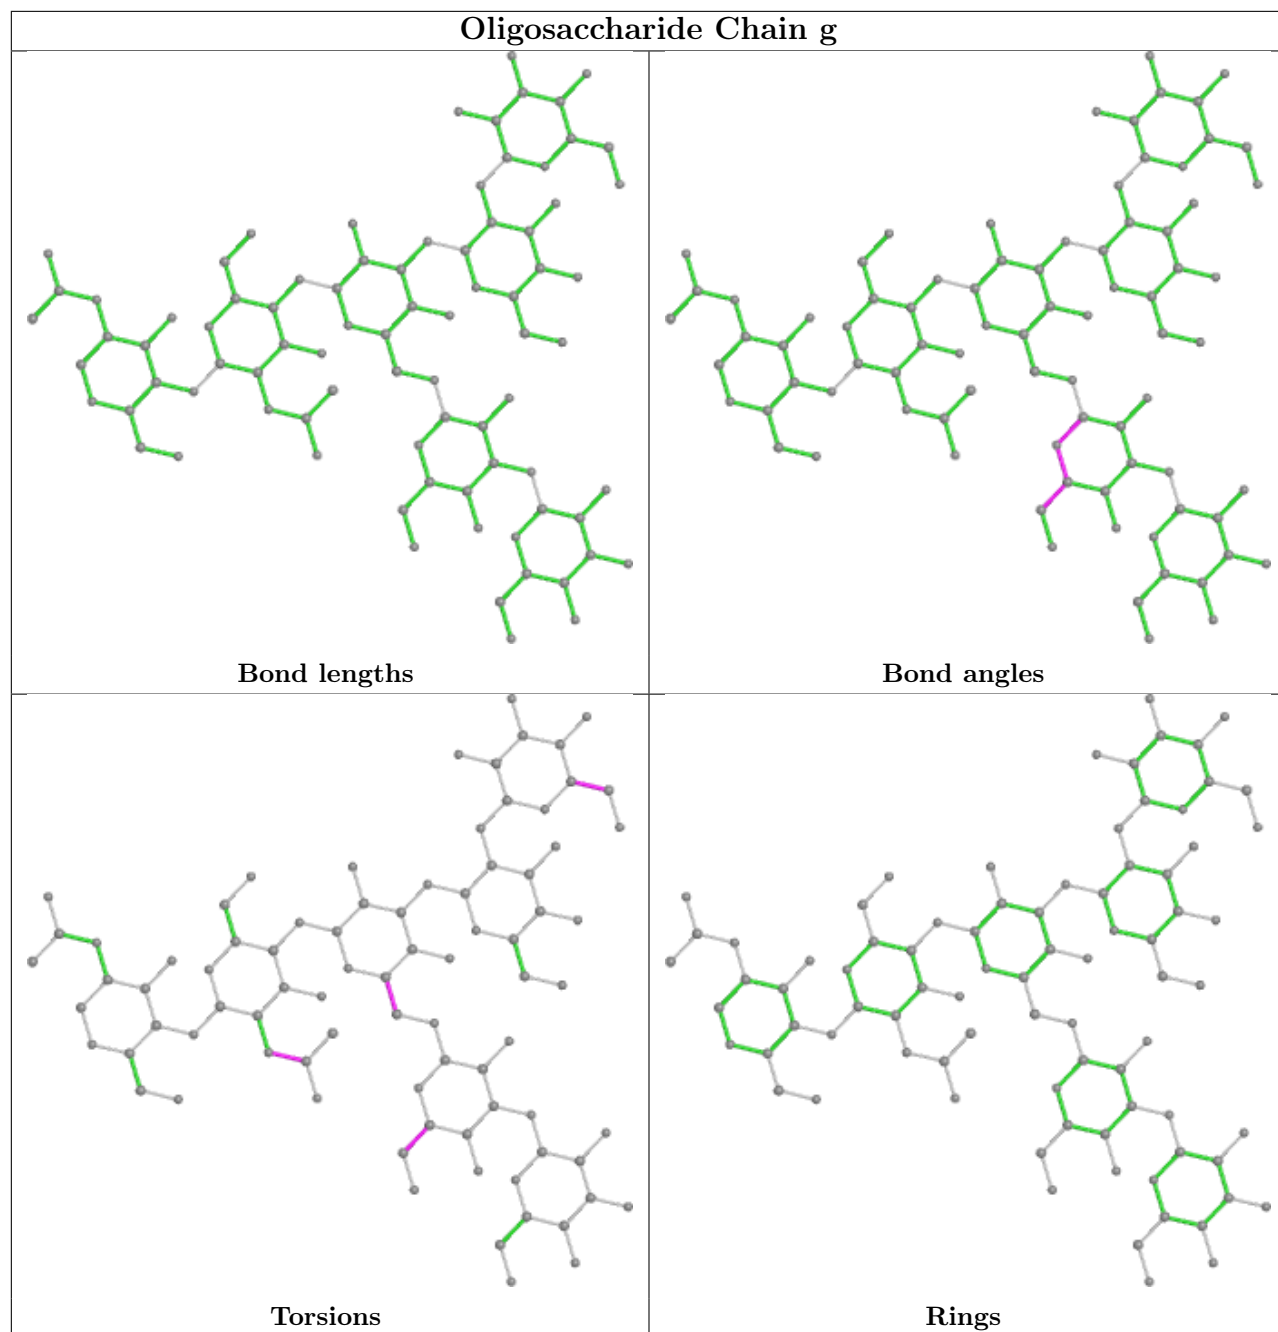 Oligosaccharide Chain g
Bond lengths
Bond angles
Torsions
Rings